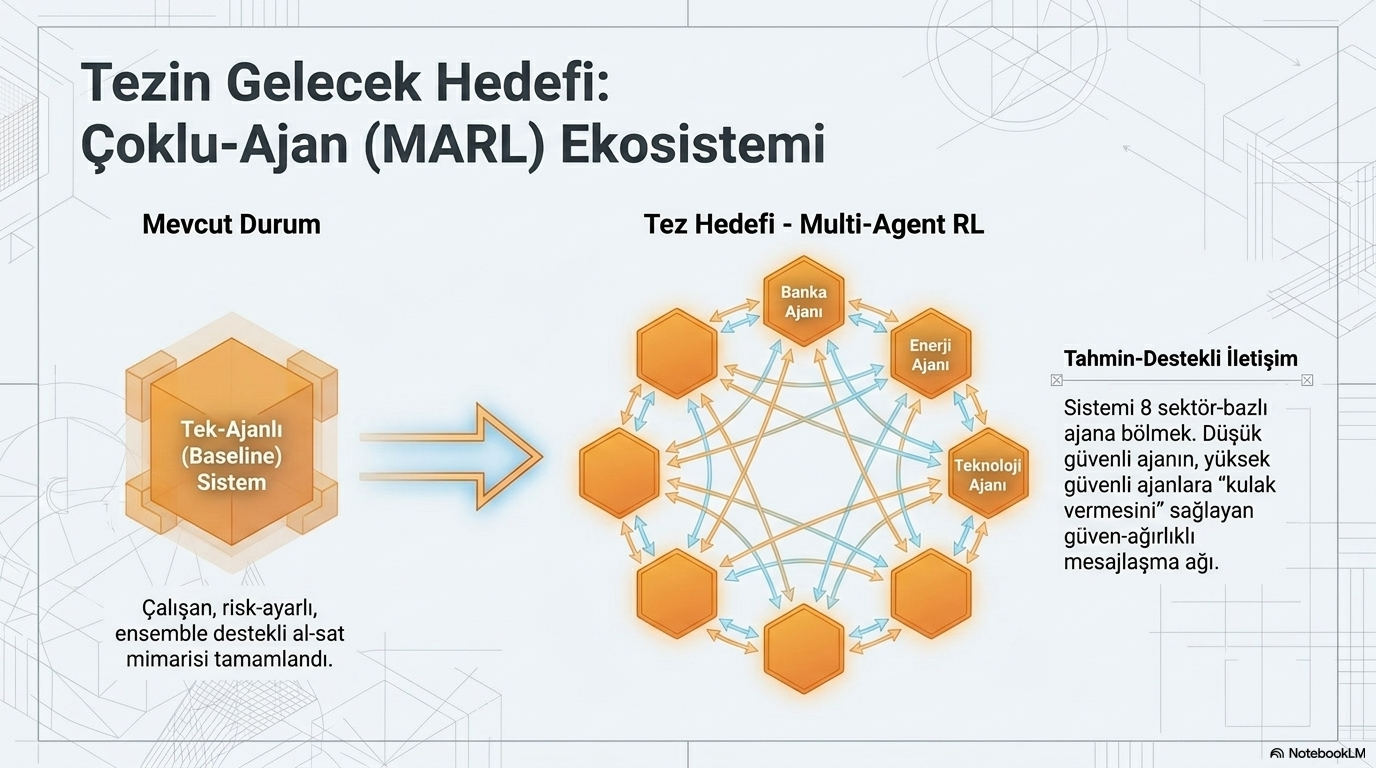 Tezin Gelecek Hedefi:
Çoklu-Ajan (MARL) Ekosistemi
Mevcut Durum
Tek-Ajanlı
(Baseline)
Sistem
Çalışan, risk-ayarlı,
ensemble destekli al-sat
mimarisi tamamlandı.
Tez Hedefi - Multi-Agent RL
Banka
Ajanı
Enerji
Ajanı
Teknoloji
Ajanı
Tahmin-Destekli İletişim
Sistemi 8 sektör-bazlı
ajana bölmek. Düşük
güvenli ajanın, yüksek
güvenli ajanlara “kulak
vermesini” sağlayan
güven-ağırlıklı
mesajlaşma ağı.
NotebookLM